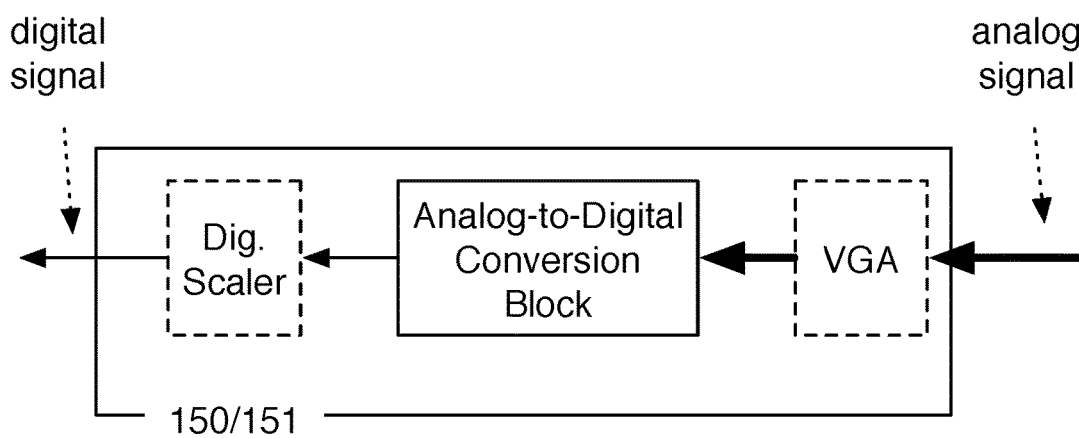 digital
signal
analog
signal
Dig.
Scaler
Analog-to-Digital
Conversion
Block
VGA
150/151